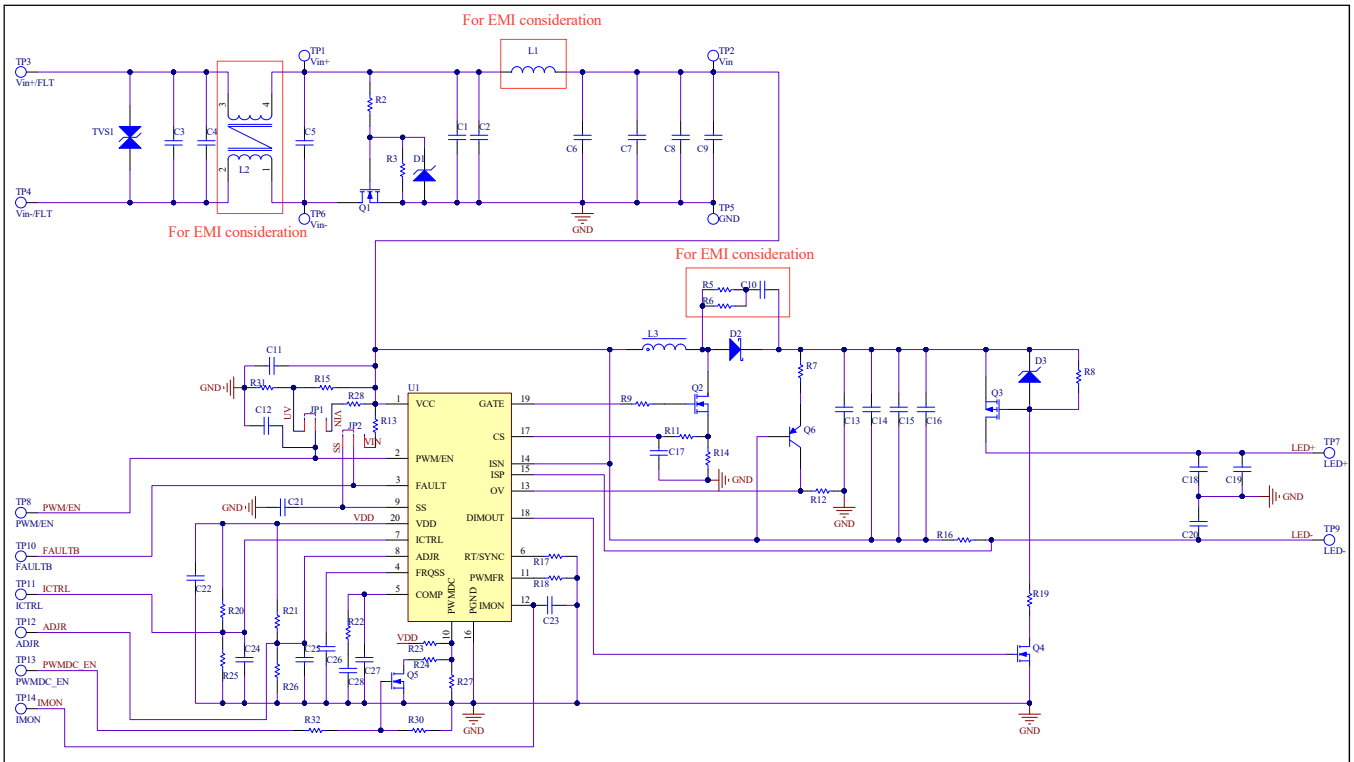 For EMI consideration
TP3
Vin+/FLT
TP1
Vin+
L1
TP2
Vin
3
4
R2
TVS1
C3
C4
C5
C1
C2
C6
C7
C8
C9
R3
D1
2
L2
1
TP4
Vin-/FLT
TP6
Vin-
Q1
GND
TP5
GND
For EMI consideration
For EMI consideration
R5
C10
R6
L3
D2
C11
GND
R31
R15
R28
R7
D3
R8
C12
UV
JP1
VIN
R13
JP2
SS
VIN
U1
1
VCC
GATE
19
R9
Q2
Q3
2
PWM/EN
CS
17
R11
C17
R14
GND
Q6
C13
C14
C15
C16
ISN
14
ISP
15
3
FAULT
OV
13
R12
GND
LED+
TP7
LED+
C18
C19
GND
C20
TP8
PWM/EN
PWM/EN
GND
C21
9
SS
VDD
20
VDD
DIMOUT
18
7
ICTRL
R16
LED-
TP9
LED-
TP10
FAULTB
FAULTB
8
ADJR
RT/SYNC
6
R17
4
FRQSS
PWMFR
11
R18
5
COMP
IMON
12
C23
PWMDC
10
PGND
16
TP11
ICTRL
ICTRL
C22
R20
R21
R22
R19
TP12
ADJR
ADJR
VDD
R23
R24
Q4
TP13
PWMDC_EN
PWMDC_EN
R25
C24
R26
C25
C26
C28
C27
Q5
R27
TP14
IMON
IMON
R32
R30
GND
GND